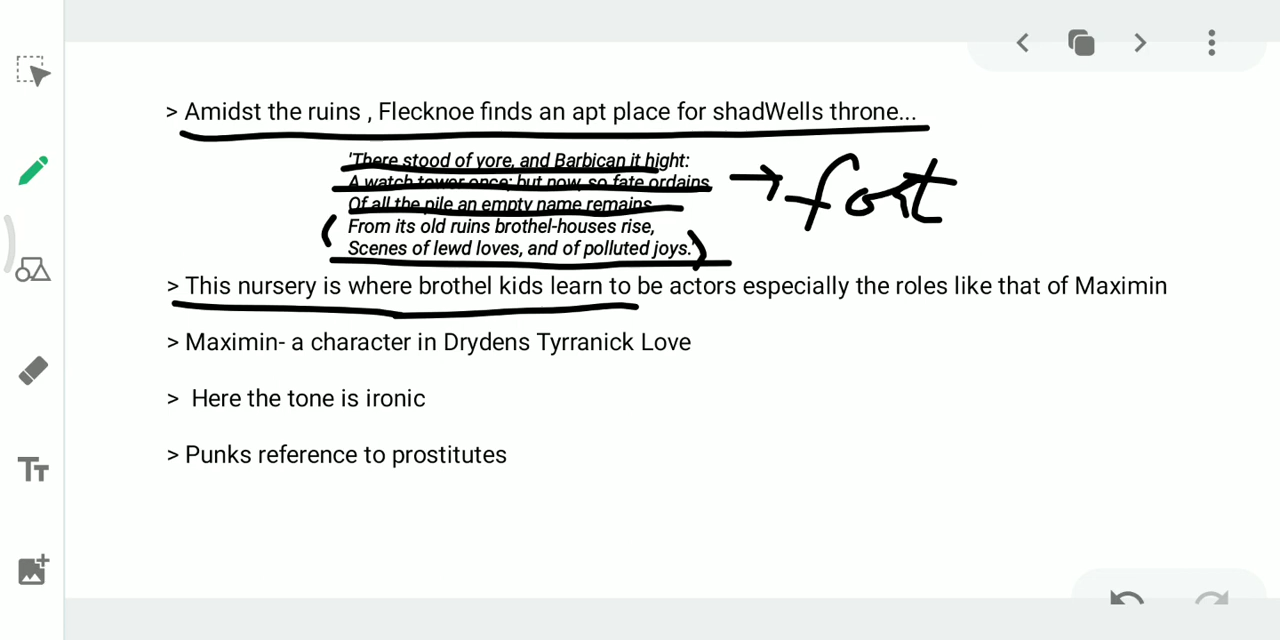 > Amidst the ruins , Flecknoe finds an apt place for shadWells throne...
'There stood of yore, and Barbican it hight:
A watch tower once; but now, so fate ordains,
Of all the pile an empty name remains.
From its old ruins brothel-houses rise,
Scenes of lewd loves, and of polluted joys.'
→ fort
> This nursery is where brothel kids learn to be actors especially the roles like that of Maximin
> Maximin- a character in Drydens Tyrranick Love
> Here the tone is ironic
> Punks reference to prostitutes
TT